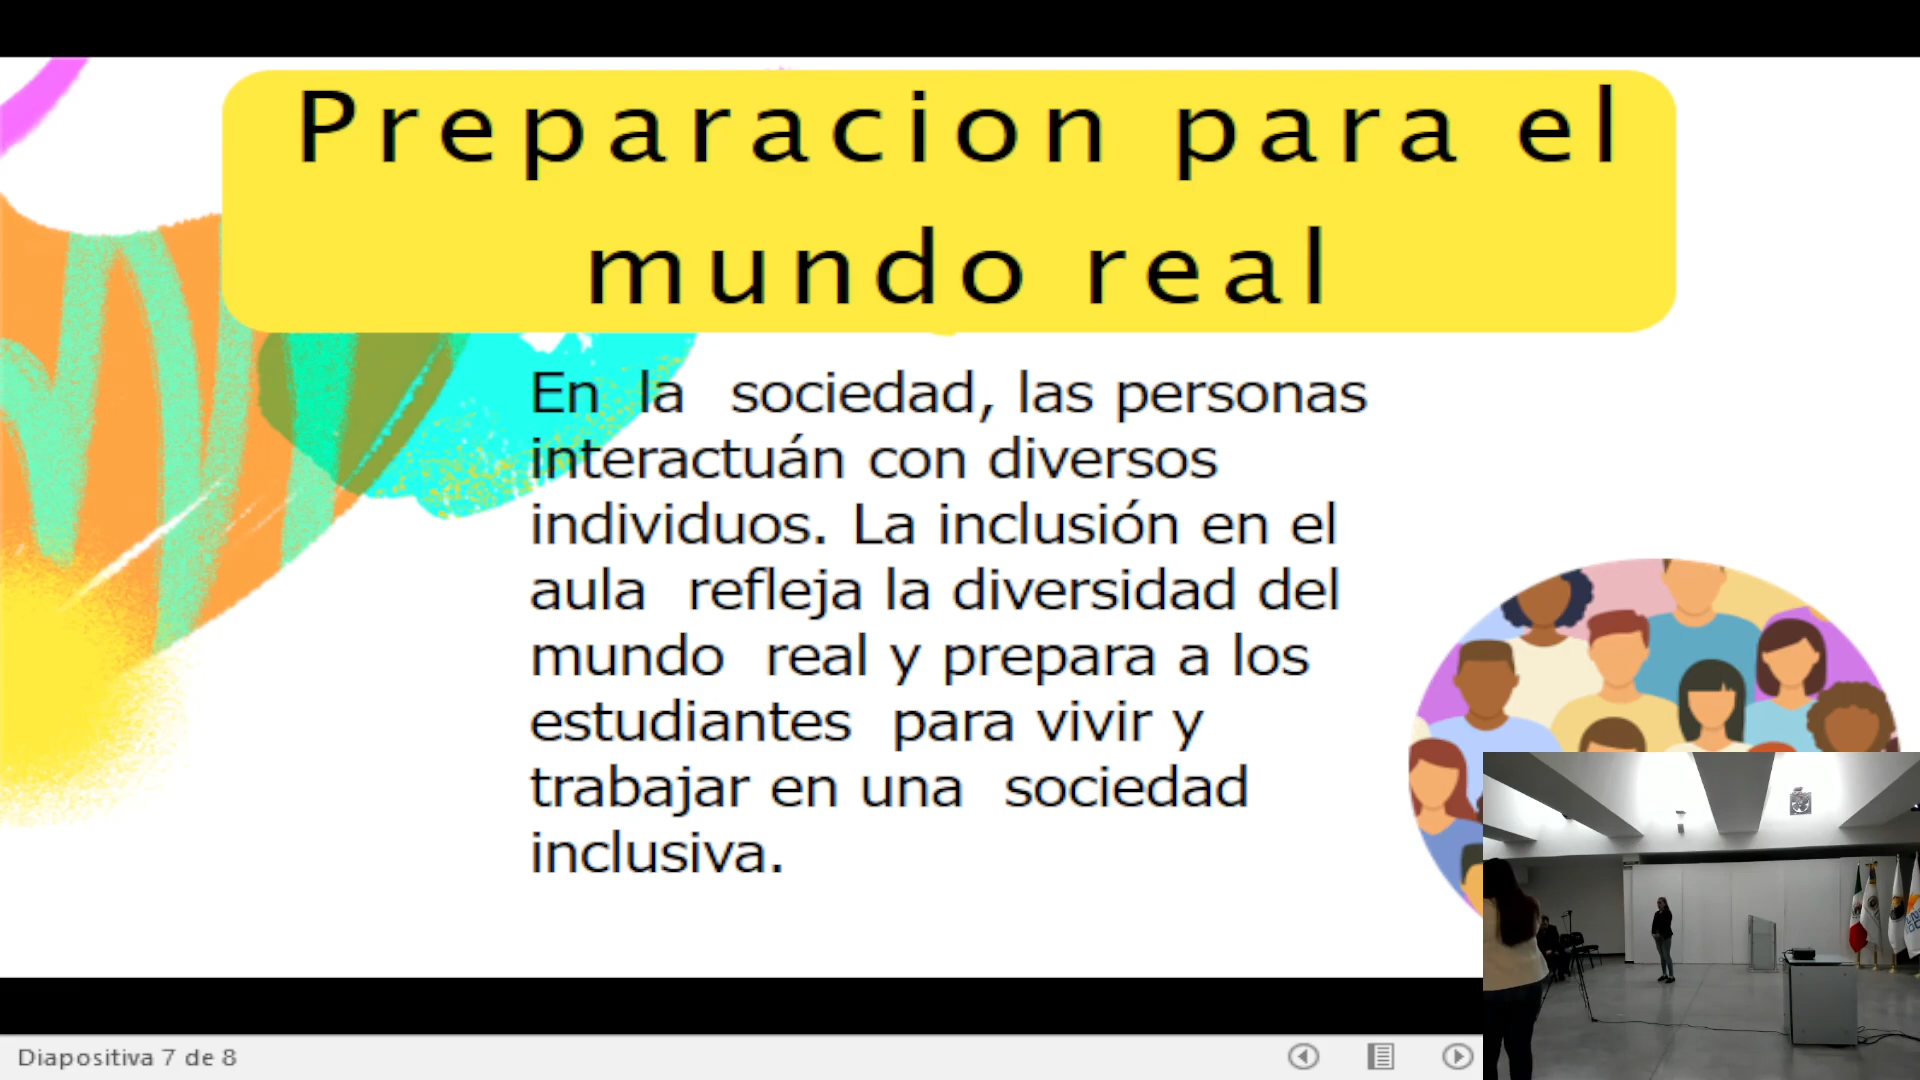 Preparacion para el
mundo real
En la sociedad, las personas
interactuán con diversos
individuos. La inclusión en el
aula refleja la diversidad del
mundo real y prepara a los
estudiantes para vivir y
trabajar en una sociedad
inclusiva.
Diapositiva 7 de 8